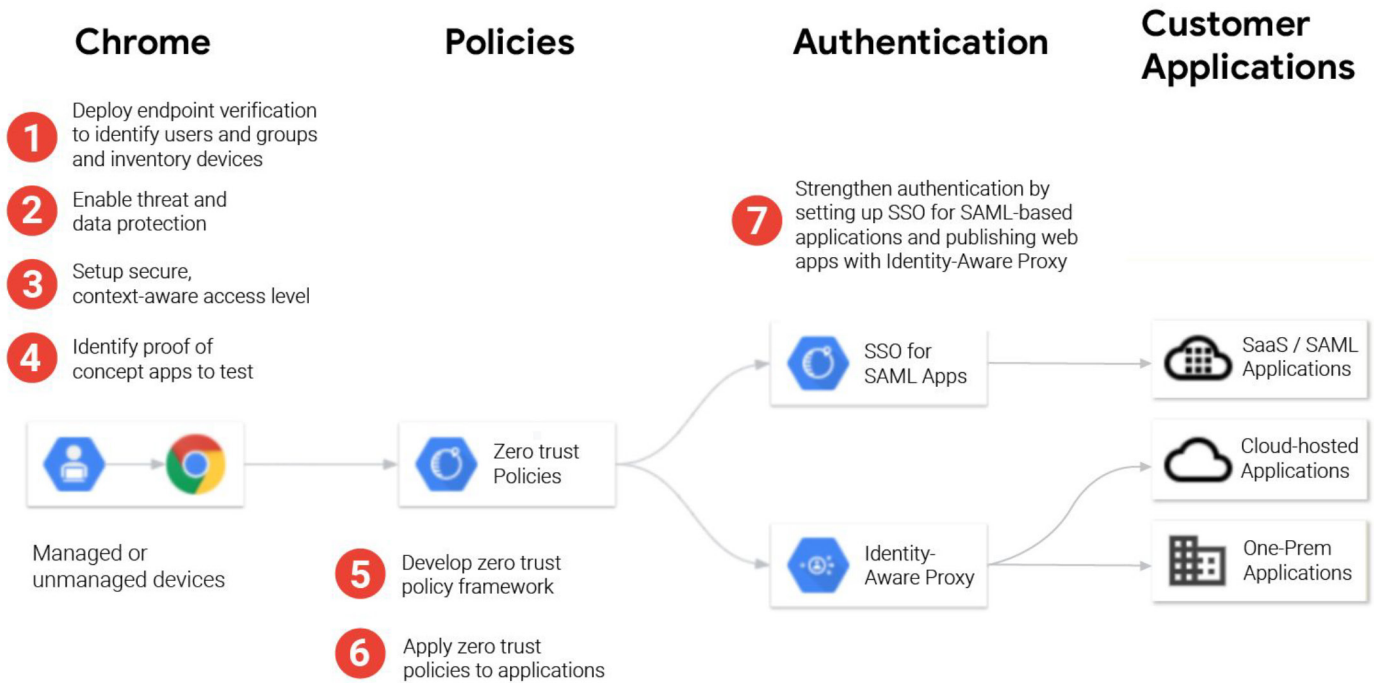 Chrome
Policies
Authentication
Customer
Applications
1
Deploy endpoint verification
to identify users and groups
and inventory devices
2
Enable threat and
data protection
3
Setup secure,
context-aware access level
4
Identify proof of
concept apps to test
7
Strengthen authentication by
setting up SSO for SAML-based
applications and publishing web
apps with Identity-Aware Proxy
Zero trust
Policies
SSO for
SAML Apps
Identity-
Aware Proxy
SaaS / SAML
Applications
Cloud-hosted
Applications
One-Prem
Applications
Managed or
unmanaged devices
5
Develop zero trust
policy framework
6
Apply zero trust
policies to applications